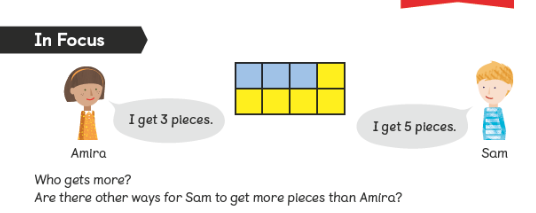 In Focus
I get 3 pieces.
I get 5 pieces.
Amira
Sam
Who gets more?
Are there other ways for Sam to get more pieces than Amira?